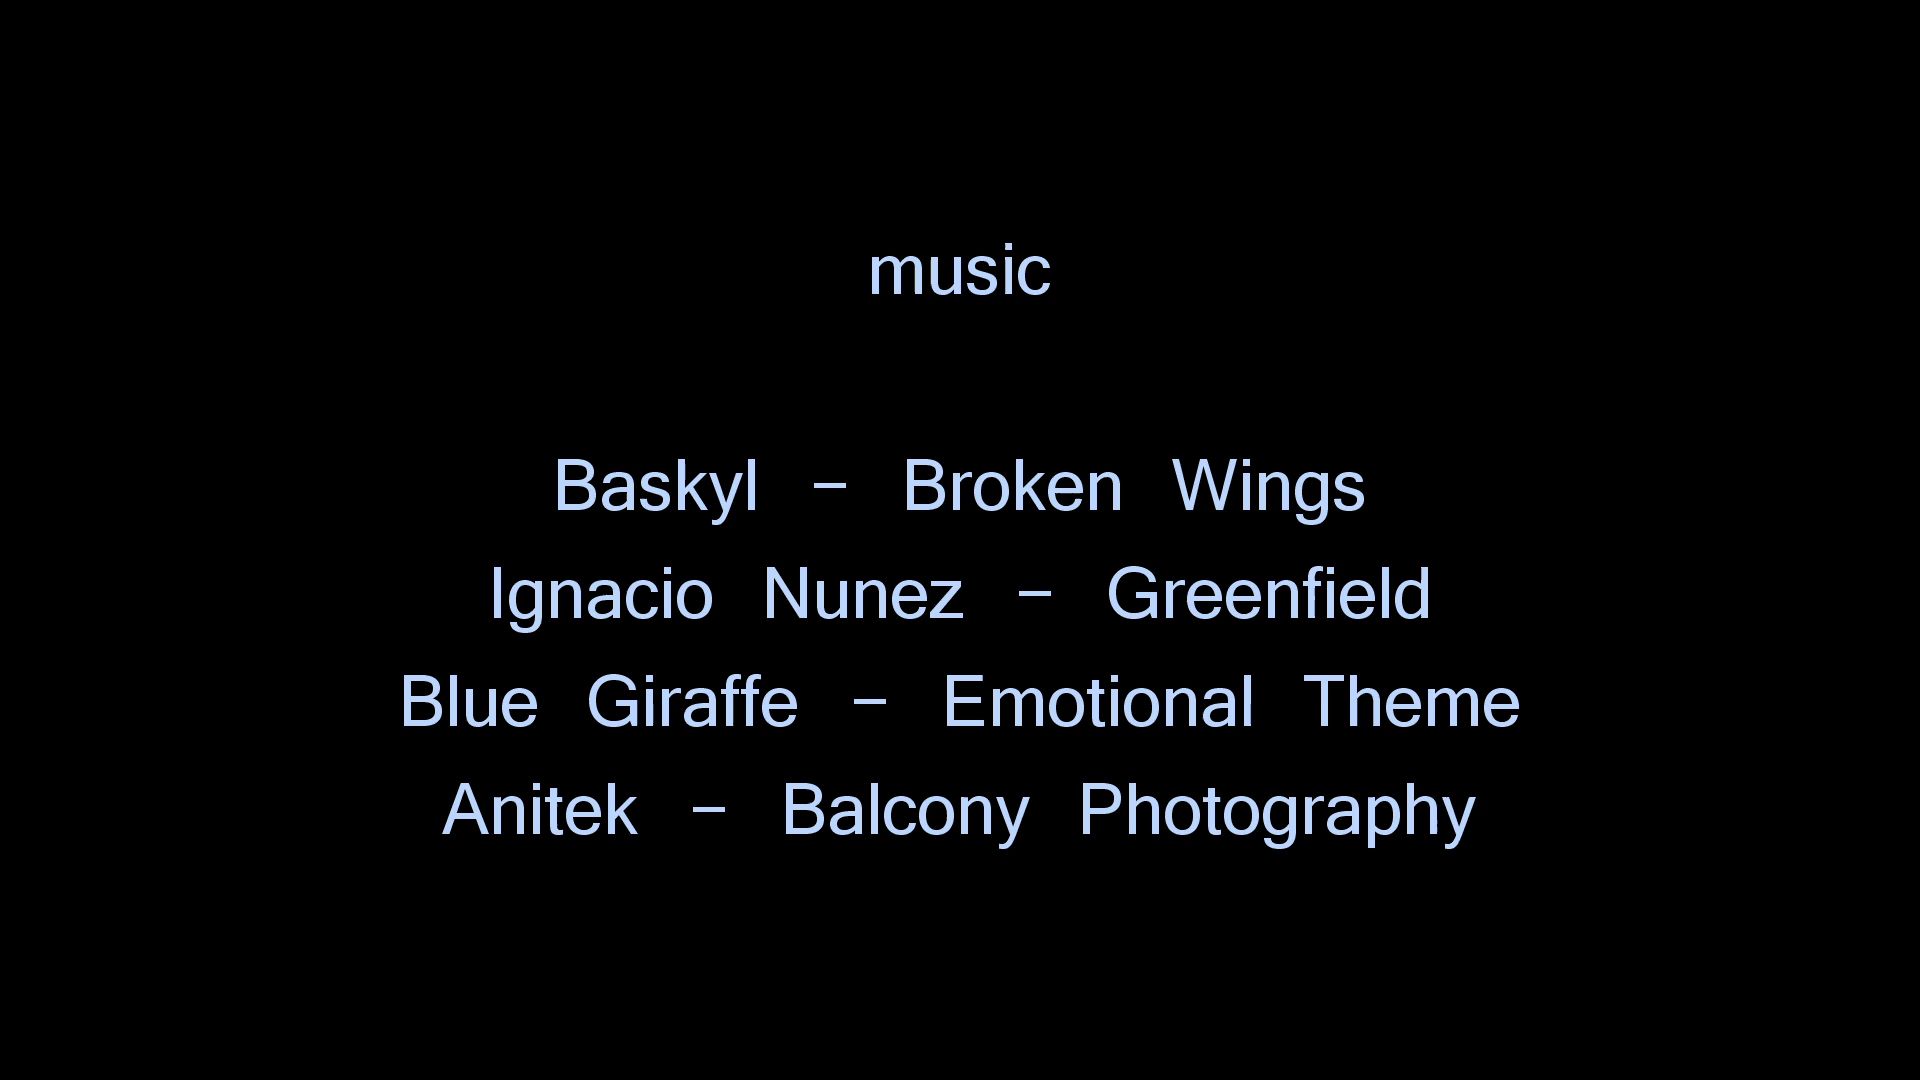 music
Baskyl – Broken Wings
Ignacio Nunez – Greenfield
Blue Giraffe – Emotional Theme
Anitek – Balcony Photography